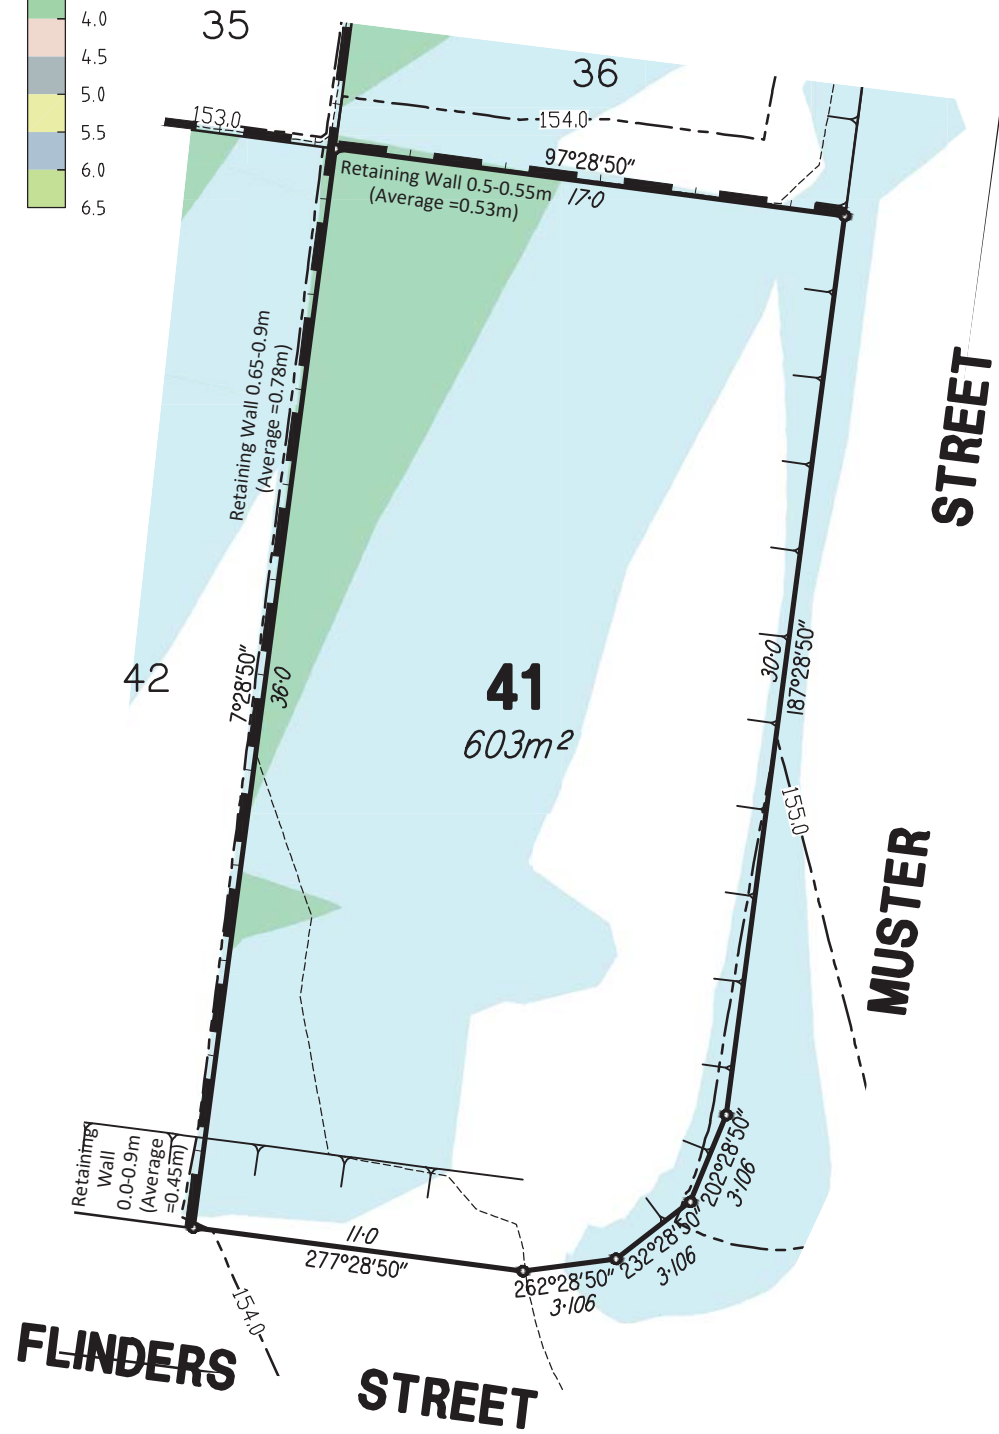 4.0
4.5
5.0
5.5
6.0
6.5
35
36
153.0
154.0
97°28'50"
17·0
Retaining Wall 0.5-0.55m
(Average =0.53m)
Retaining Wall 0.65-0.9m
(Average =0.78m)
STREET
MUSTER
42
7°28'50"
36·0
41
603m²
30·0
187°28'50"
155.0
Retaining
Wall
0.0-0.9m
(Average
=0.45m)
11·0
277°28'50"
262°28'50"
3·106
232°28'50"
3·106
202°28'50"
3·106
154.0
FLINDERS
STREET